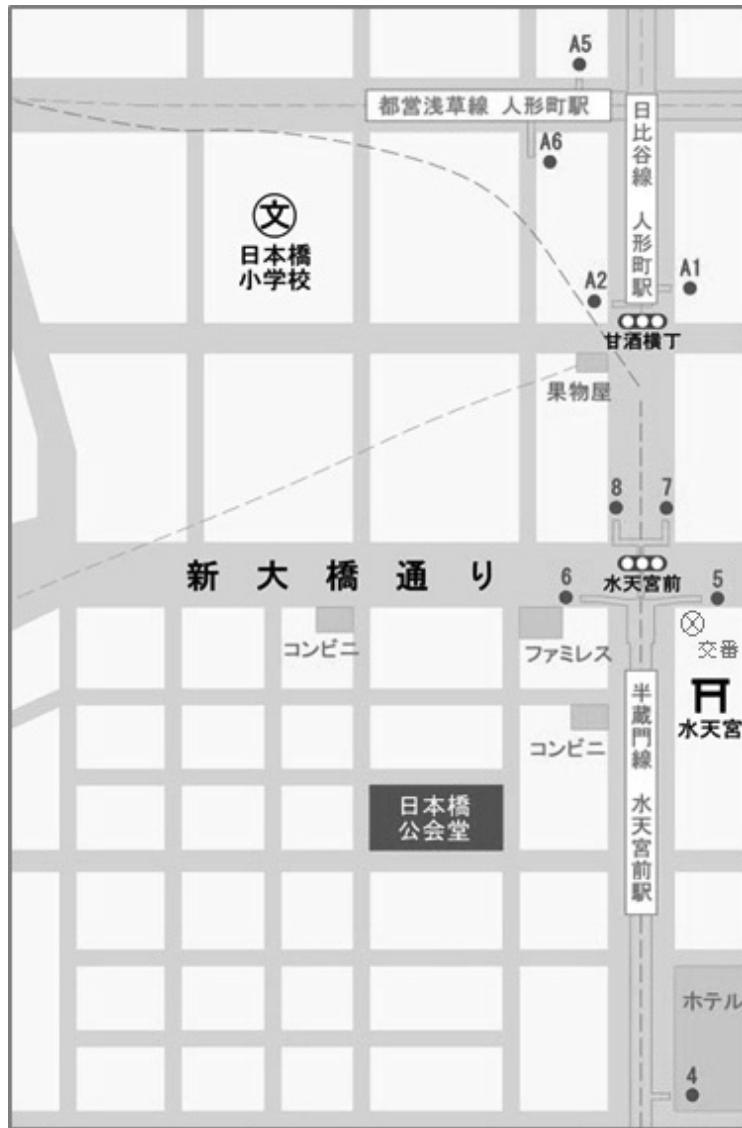 A5
都営浅草線 人形町駅
日比谷線 人形町駅
A6
文
日本橋
小学校
A2
A1
甘酒横丁
果物屋
8
7
新大橋通り
水天宮前
6
5
コンビニ
ファミレス
交番
水天宮
半蔵門線 水天宮前駅
コンビニ
日本橋
公会堂
ホテル
4